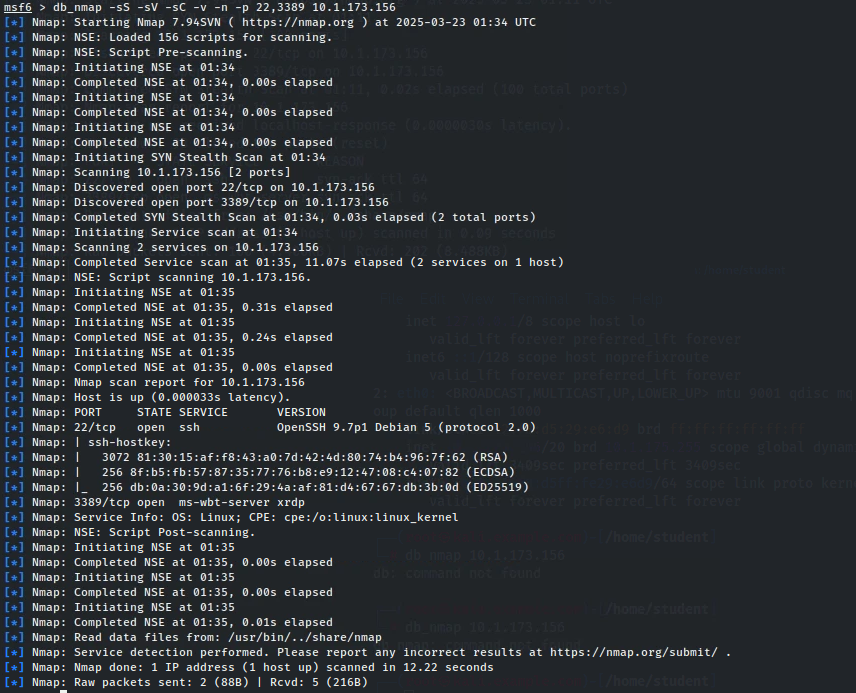 msf6 > db_nmap -sS -sV -sC -v -n -p 22,3389 10.1.173.156
[*] Nmap: Starting Nmap 7.94SVN ( https://nmap.org ) at 2025-03-23 01:34 UTC
[*] Nmap: NSE: Loaded 156 scripts for scanning.
[*] Nmap: NSE: Script Pre-scanning.
[*] Nmap: Initiating NSE at 01:34
[*] Nmap: Completed NSE at 01:34, 0.00s elapsed
[*] Nmap: Initiating NSE at 01:34
[*] Nmap: Completed NSE at 01:34, 0.00s elapsed
[*] Nmap: Initiating NSE at 01:34
[*] Nmap: Completed NSE at 01:34, 0.00s elapsed
[*] Nmap: Initiating SYN Stealth Scan at 01:34
[*] Nmap: Scanning 10.1.173.156 [2 ports]
[*] Nmap: Discovered open port 22/tcp on 10.1.173.156
[*] Nmap: Discovered open port 3389/tcp on 10.1.173.156
[*] Nmap: Completed SYN Stealth Scan at 01:34, 0.03s elapsed (2 total ports)
[*] Nmap: Initiating Service scan at 01:34
[*] Nmap: Scanning 2 services on 10.1.173.156
[*] Nmap: Completed Service scan at 01:35, 11.07s elapsed (2 services on 1 host)
[*] Nmap: NSE: Script scanning 10.1.173.156.
[*] Nmap: Initiating NSE at 01:35
[*] Nmap: Completed NSE at 01:35, 0.31s elapsed
[*] Nmap: Initiating NSE at 01:35
[*] Nmap: Completed NSE at 01:35, 0.24s elapsed
[*] Nmap: Initiating NSE at 01:35
[*] Nmap: Completed NSE at 01:35, 0.00s elapsed
[*] Nmap: Nmap scan report for 10.1.173.156
[*] Nmap: Host is up (0.000033s latency).
[*] Nmap: PORT     STATE SERVICE       VERSION
[*] Nmap: 22/tcp   open  ssh           OpenSSH 9.7p1 Debian 5 (protocol 2.0)
[*] Nmap: | ssh-hostkey:
[*] Nmap: |   3072 81:30:15:af:f8:43:a0:7d:42:4d:80:74:b4:96:7f:62 (RSA)
[*] Nmap: |   256 8f:b5:fb:57:87:35:77:76:b8:e9:12:47:08:c4:07:82 (ECDSA)
[*] Nmap: |_  256 db:0a:30:9d:a1:6f:29:4a:af:81:d4:67:67:db:3b:0d (ED25519)
[*] Nmap: 3389/tcp open  ms-wbt-server xrdp
[*] Nmap: Service Info: OS: Linux; CPE: cpe:/o:linux:linux_kernel
[*] Nmap: NSE: Script Post-scanning.
[*] Nmap: Initiating NSE at 01:35
[*] Nmap: Completed NSE at 01:35, 0.00s elapsed
[*] Nmap: Initiating NSE at 01:35
[*] Nmap: Completed NSE at 01:35, 0.00s elapsed
[*] Nmap: Initiating NSE at 01:35
[*] Nmap: Completed NSE at 01:35, 0.01s elapsed
[*] Nmap: Read data files from: /usr/bin/../share/nmap
[*] Nmap: Service detection performed. Please report any incorrect results at https://nmap.org/submit/ .
[*] Nmap: Nmap done: 1 IP address (1 host up) scanned in 12.22 seconds
[*] Nmap: Raw packets sent: 2 (88B) | Rcvd: 5 (216B)